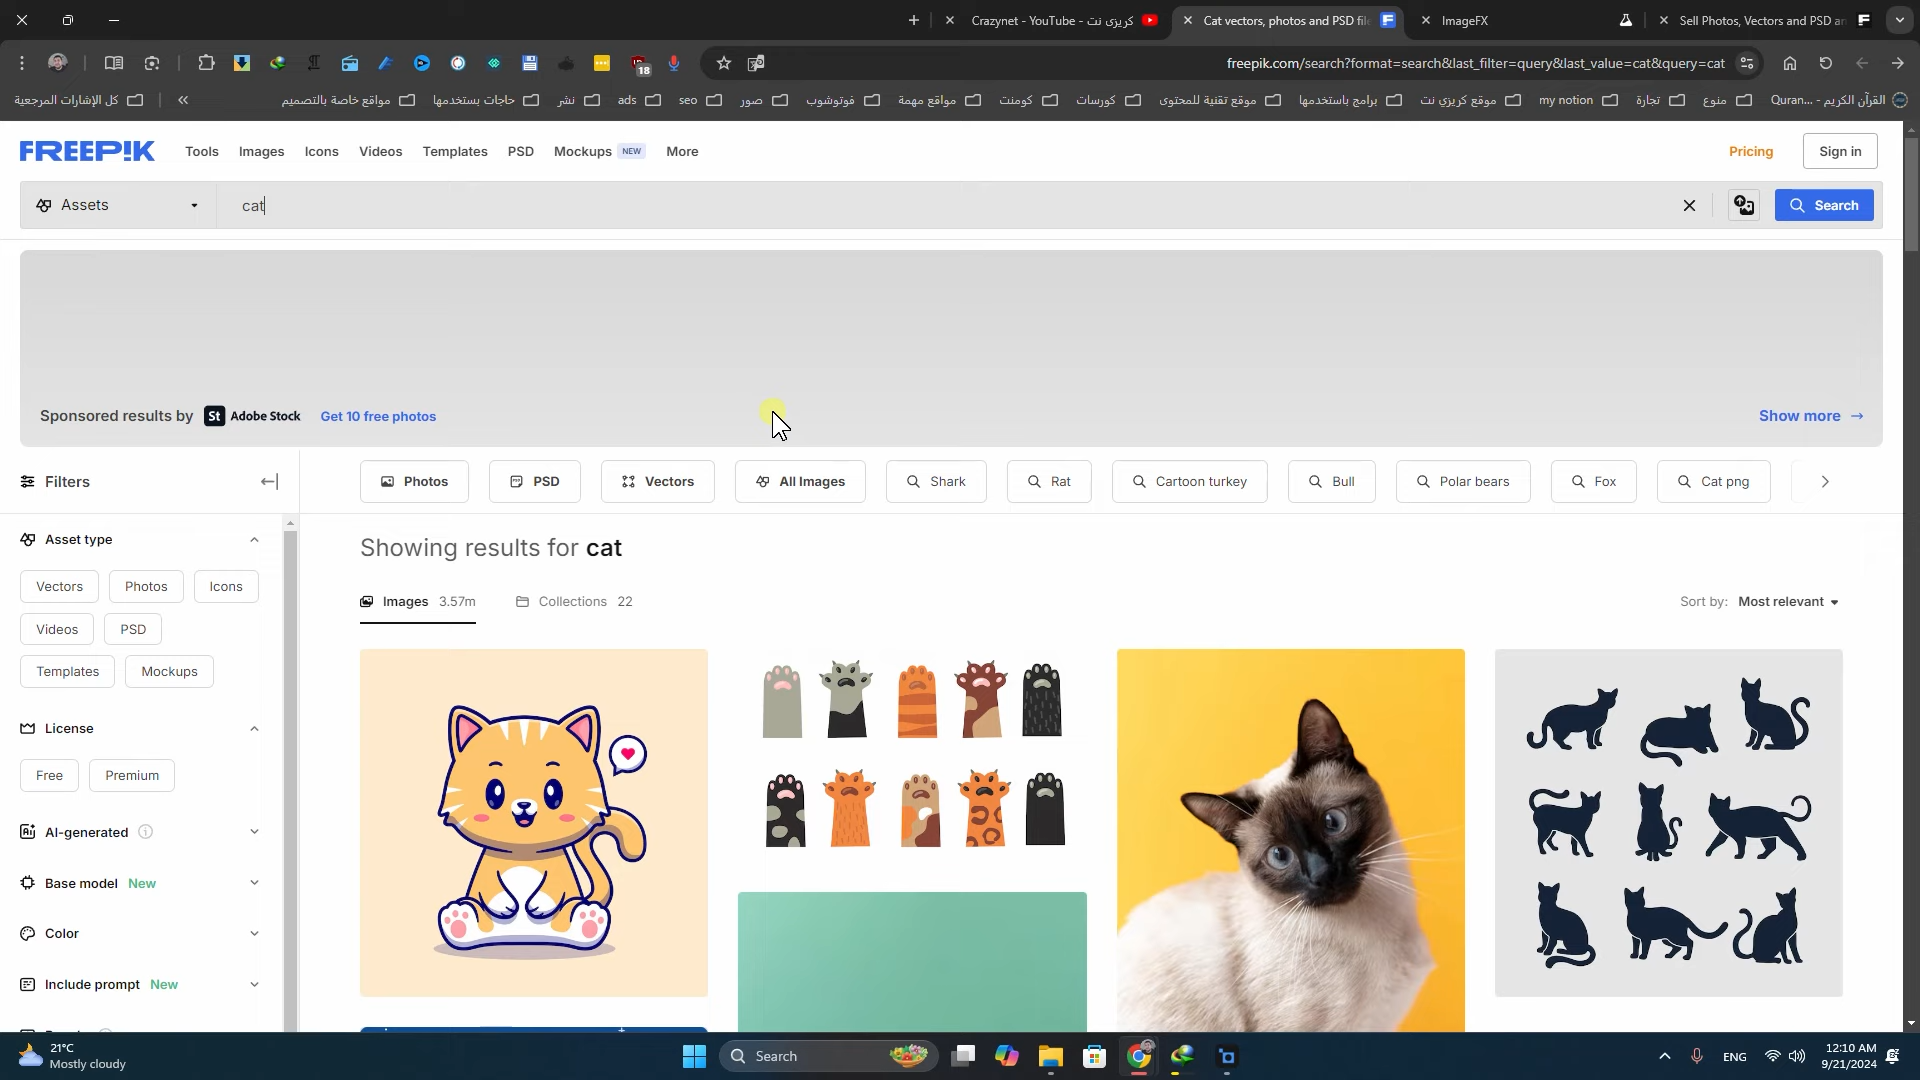 Crazynet - YouTube - كريزى نت
Cat vectors, photos and PSD fil
ImageFX
Sell Photos, Vectors and PSD ar
18
freepik.com/search?format=search&last_filter=query&last_value=cat&query=cat
كل الإشارات المرجعية
مواقع خاصة بالتصميم
حاجات بستخدمها
نشر
ads
seo
صور
فوتوشوب
مواقع مهمة
كومنت
كورسات
موقع تقنية للمحتوى
برامج باستخدمها
موقع كريزي نت
my notion
تجارة
منوع
Quran... - القرآن الكريم
FREEP!K
Tools
Images
Icons
Videos
Templates
PSD
Mockups NEW
More
Pricing
Sign in
Assets
cat
Search
Sponsored results by St Adobe Stock Get 10 free photos
Show more →
Filters
Photos
PSD
Vectors
All Images
Shark
Rat
Cartoon turkey
Bull
Polar bears
Fox
Cat png
Asset type
Vectors
Photos
Icons
Videos
PSD
Templates
Mockups
License
Free
Premium
AI-generated
Base model New
Color
Include prompt New
Showing results for cat
Images 3.57m
Collections 22
Sort by: Most relevant
21°C
Mostly cloudy
Search
ENG
12:10 AM
9/21/2024